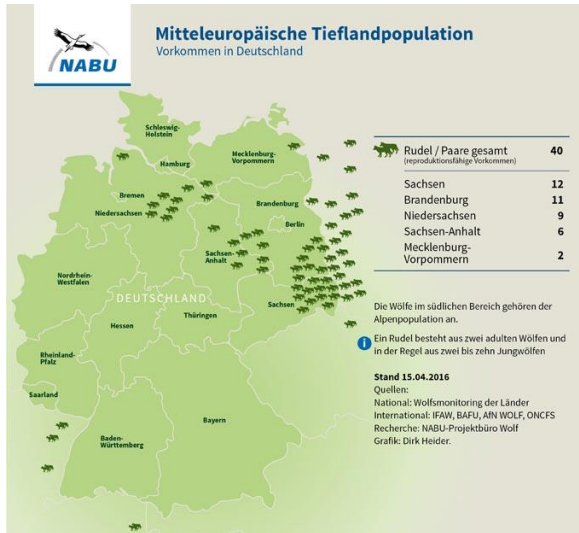 NABU
Mitteleuropäische Tieflandpopulation
Vorkommen in Deutschland
Schleswig-
Holstein
Hamburg
Mecklenburg-
Vorpommern
Bremen
Niedersachsen
Brandenburg
Berlin
Sachsen-
Anhalt
Nordrhein-
Westfalen
DEUTSCHLAND
Sachsen
Thüringen
Hessen
Rheinland-
Pfalz
Saarland
Bayern
Baden-
Württemberg
Rudel / Paare gesamt 40
(reproduktionsfähige Vorkommen)
Sachsen 12
Brandenburg 11
Niedersachsen 9
Sachsen-Anhalt 6
Mecklenburg-
Vorpommern 2
Die Wölfe im südlichen Bereich gehören der
Alpenpopulation an.
i Ein Rudel besteht aus zwei adulten Wölfen und
in der Regel aus zwei bis zehn Jungwölfen
Stand 15.04.2016
Quellen:
National: Wolfsmonitoring der Länder
International: IFAW, BAFU, AfN WOLF, ONCFS
Recherche: NABU-Projektbüro Wolf
Grafik: Dirk Heider.